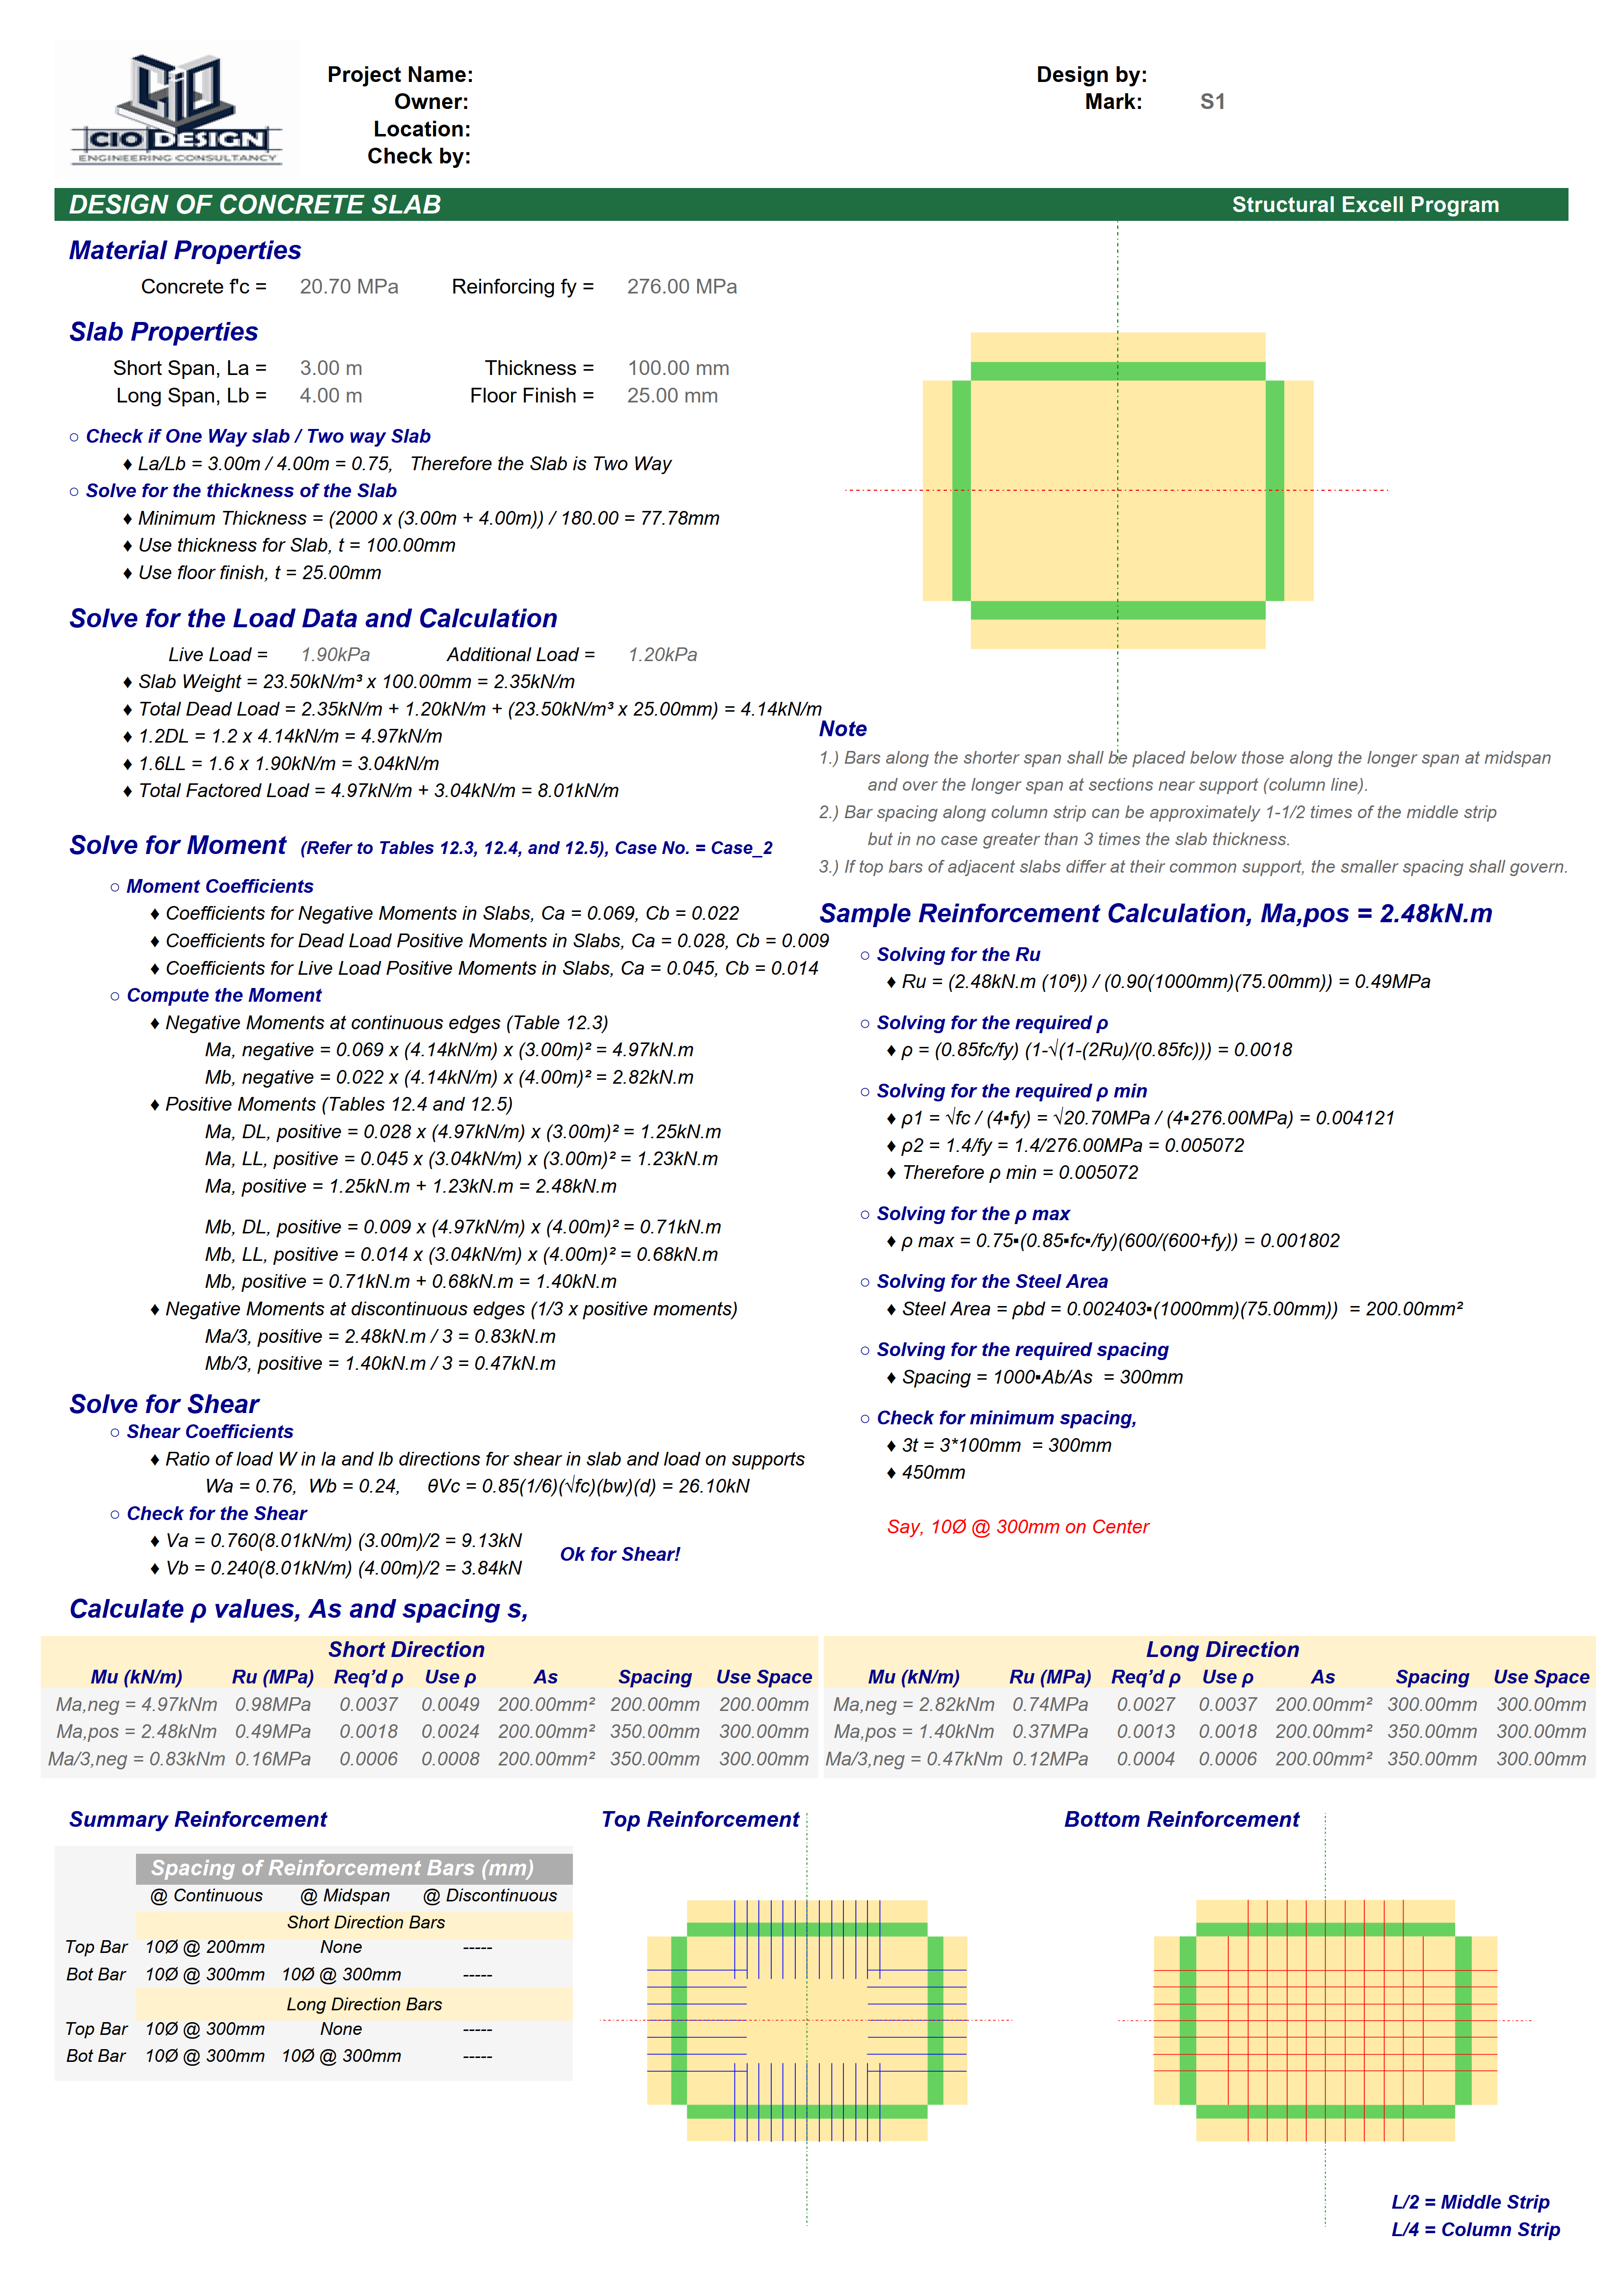 CIO DESIGN
ENGINEERING CONSULTANCY
Project Name:
Owner:
Location:
Check by:
Design by:
Mark: S1
DESIGN OF CONCRETE SLAB
Structural Excell Program
Material Properties
Concrete f'c = 20.70 MPa Reinforcing fy = 276.00 MPa
Slab Properties
Short Span, La = 3.00 m Thickness = 100.00 mm
Long Span, Lb = 4.00 m Floor Finish = 25.00 mm
○ Check if One Way slab / Two way Slab
♦ La/Lb = 3.00m / 4.00m = 0.75, Therefore the Slab is Two Way
○ Solve for the thickness of the Slab
♦ Minimum Thickness = (2000 x (3.00m + 4.00m)) / 180.00 = 77.78mm
♦ Use thickness for Slab, t = 100.00mm
♦ Use floor finish, t = 25.00mm
Solve for the Load Data and Calculation
Live Load = 1.90kPa Additional Load = 1.20kPa
♦ Slab Weight = 23.50kN/m³ x 100.00mm = 2.35kN/m
♦ Total Dead Load = 2.35kN/m + 1.20kN/m + (23.50kN/m³ x 25.00mm) = 4.14kN/m
♦ 1.2DL = 1.2 x 4.14kN/m = 4.97kN/m
♦ 1.6LL = 1.6 x 1.90kN/m = 3.04kN/m
♦ Total Factored Load = 4.97kN/m + 3.04kN/m = 8.01kN/m
Solve for Moment (Refer to Tables 12.3, 12.4, and 12.5), Case No. = Case_2
○ Moment Coefficients
♦ Coefficients for Negative Moments in Slabs, Ca = 0.069, Cb = 0.022
♦ Coefficients for Dead Load Positive Moments in Slabs, Ca = 0.028, Cb = 0.009
♦ Coefficients for Live Load Positive Moments in Slabs, Ca = 0.045, Cb = 0.014
○ Compute the Moment
♦ Negative Moments at continuous edges (Table 12.3)
Ma, negative = 0.069 x (4.14kN/m) x (3.00m)² = 4.97kN.m
Mb, negative = 0.022 x (4.14kN/m) x (4.00m)² = 2.82kN.m
♦ Positive Moments (Tables 12.4 and 12.5)
Ma, DL, positive = 0.028 x (4.97kN/m) x (3.00m)² = 1.25kN.m
Ma, LL, positive = 0.045 x (3.04kN/m) x (3.00m)² = 1.23kN.m
Ma, positive = 1.25kN.m + 1.23kN.m = 2.48kN.m
Mb, DL, positive = 0.009 x (4.97kN/m) x (4.00m)² = 0.71kN.m
Mb, LL, positive = 0.014 x (3.04kN/m) x (4.00m)² = 0.68kN.m
Mb, positive = 0.71kN.m + 0.68kN.m = 1.40kN.m
♦ Negative Moments at discontinuous edges (1/3 x positive moments)
Ma/3, positive = 2.48kN.m / 3 = 0.83kN.m
Mb/3, positive = 1.40kN.m / 3 = 0.47kN.m
Solve for Shear
○ Shear Coefficients
♦ Ratio of load W in la and lb directions for shear in slab and load on supports
Wa = 0.76, Wb = 0.24, θVc = 0.85(1/6)(√fc)(bw)(d) = 26.10kN
○ Check for the Shear
♦ Va = 0.760(8.01kN/m) (3.00m)/2 = 9.13kN
♦ Vb = 0.240(8.01kN/m) (4.00m)/2 = 3.84kN
Ok for Shear!
Note
1.) Bars along the shorter span shall be placed below those along the longer span at midspan
and over the longer span at sections near support (column line).
2.) Bar spacing along column strip can be approximately 1-1/2 times of the middle strip
but in no case greater than 3 times the slab thickness.
3.) If top bars of adjacent slabs differ at their common support, the smaller spacing shall govern.
Sample Reinforcement Calculation, Ma,pos = 2.48kN.m
○ Solving for the Ru
♦ Ru = (2.48kN.m (10⁶)) / (0.90(1000mm)(75.00mm)) = 0.49MPa
○ Solving for the required ρ
♦ ρ = (0.85fc/fy) (1-√(1-(2Ru)/(0.85fc))) = 0.0018
○ Solving for the required ρ min
♦ ρ1 = √fc / (4▪fy) = √20.70MPa / (4▪276.00MPa) = 0.004121
♦ ρ2 = 1.4/fy = 1.4/276.00MPa = 0.005072
♦ Therefore ρ min = 0.005072
○ Solving for the ρ max
♦ ρ max = 0.75▪(0.85▪fc▪/fy)(600/(600+fy)) = 0.001802
○ Solving for the Steel Area
♦ Steel Area = ρbd = 0.002403▪(1000mm)(75.00mm)) = 200.00mm²
○ Solving for the required spacing
♦ Spacing = 1000▪Ab/As = 300mm
○ Check for minimum spacing,
♦ 3t = 3*100mm = 300mm
♦ 450mm
Say, 10Ø @ 300mm on Center
Calculate ρ values, As and spacing s,
Short Direction
Mu (kN/m) Ru (MPa) Req'd ρ Use ρ As Spacing Use Space
Ma,neg = 4.97kNm 0.98MPa 0.0037 0.0049 200.00mm² 200.00mm 200.00mm
Ma,pos = 2.48kNm 0.49MPa 0.0018 0.0024 200.00mm² 350.00mm 300.00mm
Ma/3,neg = 0.83kNm 0.16MPa 0.0006 0.0008 200.00mm² 350.00mm 300.00mm
Long Direction
Mu (kN/m) Ru (MPa) Req'd ρ Use ρ As Spacing Use Space
Ma,neg = 2.82kNm 0.74MPa 0.0027 0.0037 200.00mm² 300.00mm 300.00mm
Ma,pos = 1.40kNm 0.37MPa 0.0013 0.0018 200.00mm² 350.00mm 300.00mm
Ma/3,neg = 0.47kNm 0.12MPa 0.0004 0.0006 200.00mm² 350.00mm 300.00mm
Summary Reinforcement
Spacing of Reinforcement Bars (mm)
@ Continuous @ Midspan @ Discontinuous
Short Direction Bars
Top Bar 10Ø @ 200mm None -----
Bot Bar 10Ø @ 300mm 10Ø @ 300mm -----
Long Direction Bars
Top Bar 10Ø @ 300mm None -----
Bot Bar 10Ø @ 300mm 10Ø @ 300mm -----
Top Reinforcement
Bottom Reinforcement
L/2 = Middle Strip
L/4 = Column Strip